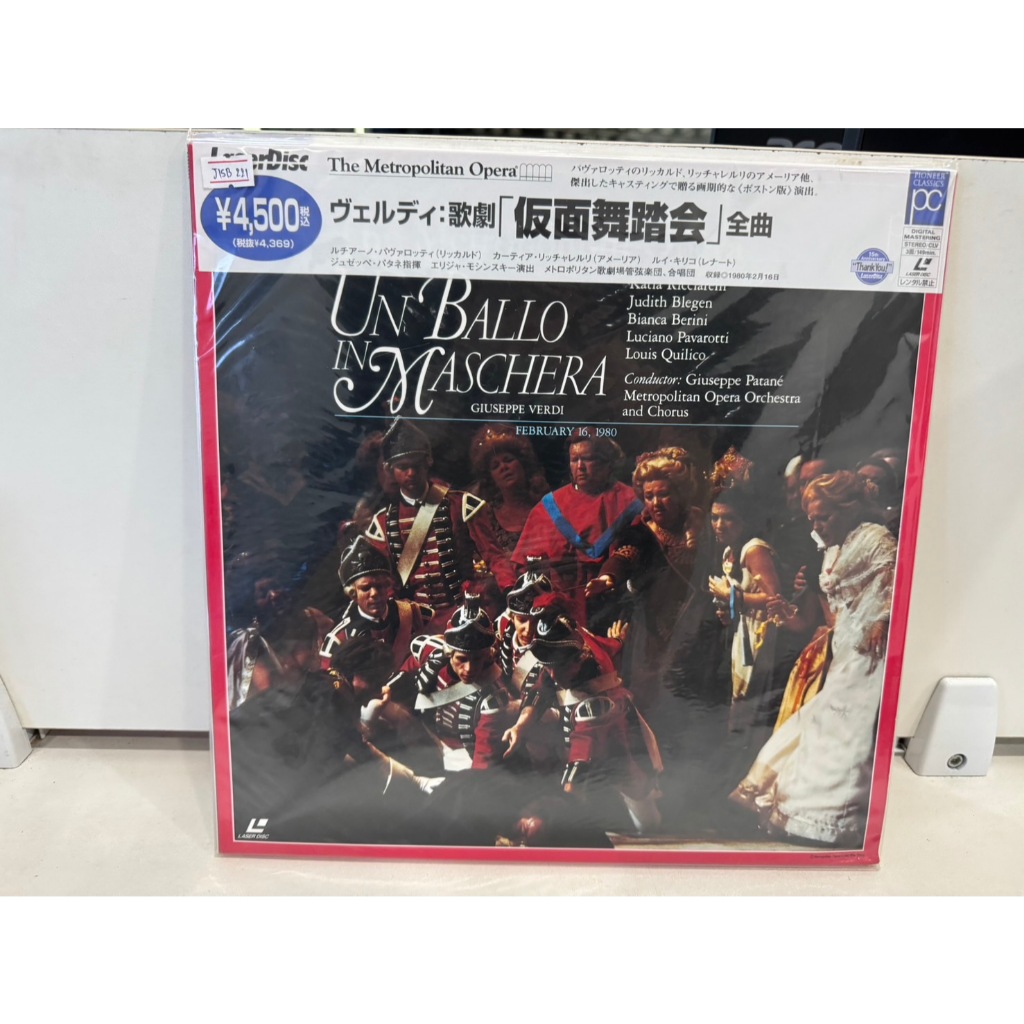 LaserDisc
J15B 291
¥4,500税込
(税抜¥4,369)
The Metropolitan Opera
パヴァロッティのリッカルド、リッチャレルリのアメーリア他、
傑出したキャスティングで贈る画期的な〈ボストン版〉演出。
ヴェルディ:歌劇「仮面舞踏会」全曲
ルチアーノ・パヴァロッティ(リッカルド) カーティア・リッチャレルリ(アメーリア) ルイ・キリコ(レナート)
ジュゼッペ・パタネ指揮 エリジャ・モシンスキー演出 メトロポリタン歌劇場管弦楽団、合唱団 収録◎1980年2月16日
PIONEER
CLASSICS
PC
DIGITAL
MASTERING
STEREO・CLV
LASER DISC
レンタル禁止
Thank You!
LaserDisc
UN BALLO
IN MASCHERA
GIUSEPPE VERDI
FEBRUARY 16, 1980
Katia Ricciarelli
Judith Blegen
Bianca Berini
Luciano Pavarotti
Louis Quilico
Conductor: Giuseppe Patané
Metropolitan Opera Orchestra
and Chorus
LASER DISC